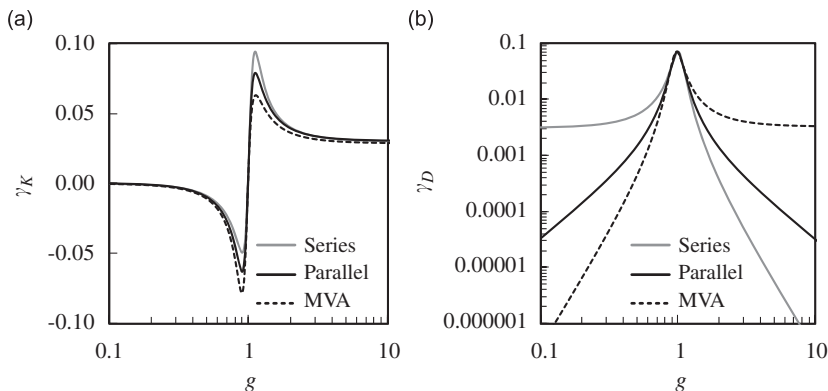 (a)
0.10
0.05
0.00
-0.05
-0.10
γK
Series
Parallel
MVA
0.1
1
10
g
(b)
0.1
0.01
0.001
0.0001
0.00001
0.000001
γD
Series
Parallel
MVA
0.1
1
10
g